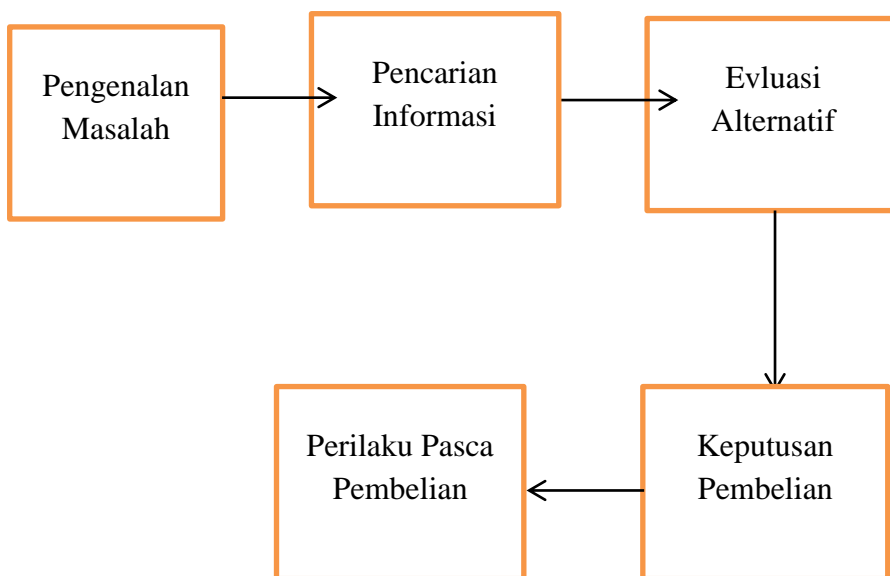 Pengenalan
Masalah
Pencarian
Informasi
Evluasi
Alternatif
Keputusan
Pembelian
Perilaku Pasca
Pembelian